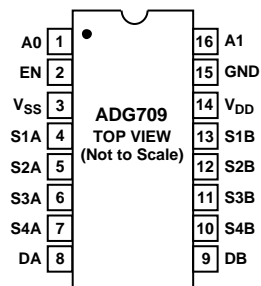 A0 1 16 A1
EN 2 15 GND
VSS 3 14 VDD
ADG709
S1A 4 TOP VIEW 13 S1B
S2A 5 (Not to Scale) 12 S2B
S3A 6 11 S3B
S4A 7 10 S4B
DA 8 9 DB